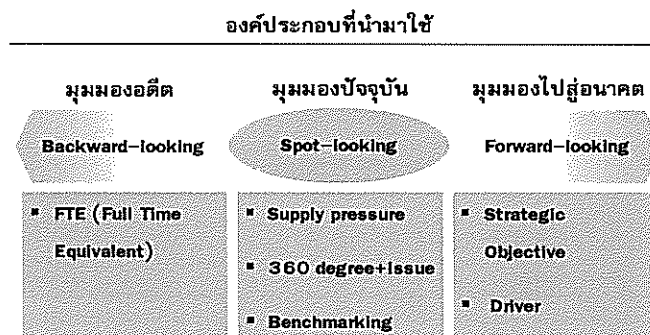 องค์ประกอบที่นำมาใช้
มุมมองอดีต
มุมมองปัจจุบัน
มุมมองไปสู่อนาคต
Backward-looking
Spot-looking
Forward-looking
▪ FTE (Full Time
Equivalent)
▪ Supply pressure
▪ 360 degree+Issue
▪ Benchmarking
▪ Strategic
Objective
▪ Driver